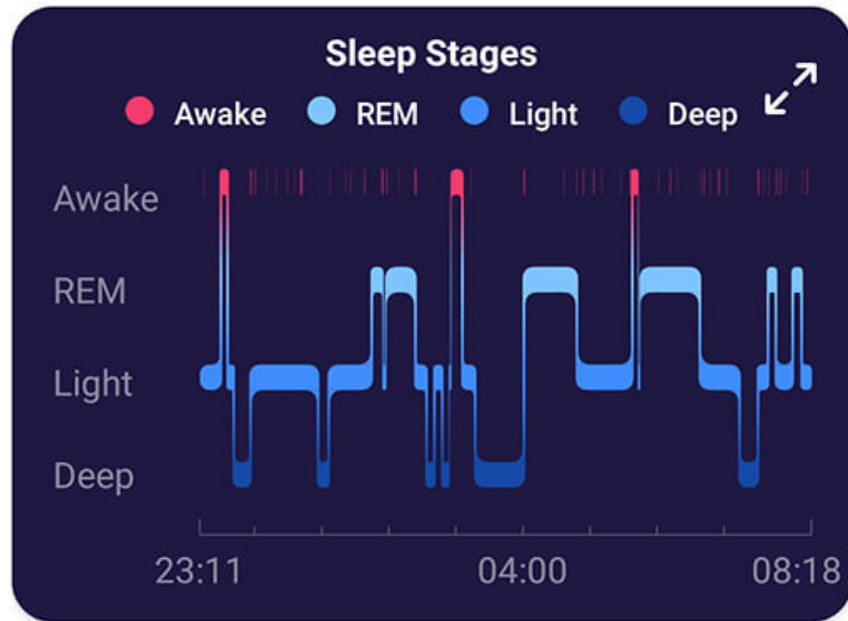 Sleep Stages
Awake REM Light Deep
Awake
REM
Light
Deep
23:11 04:00 08:18